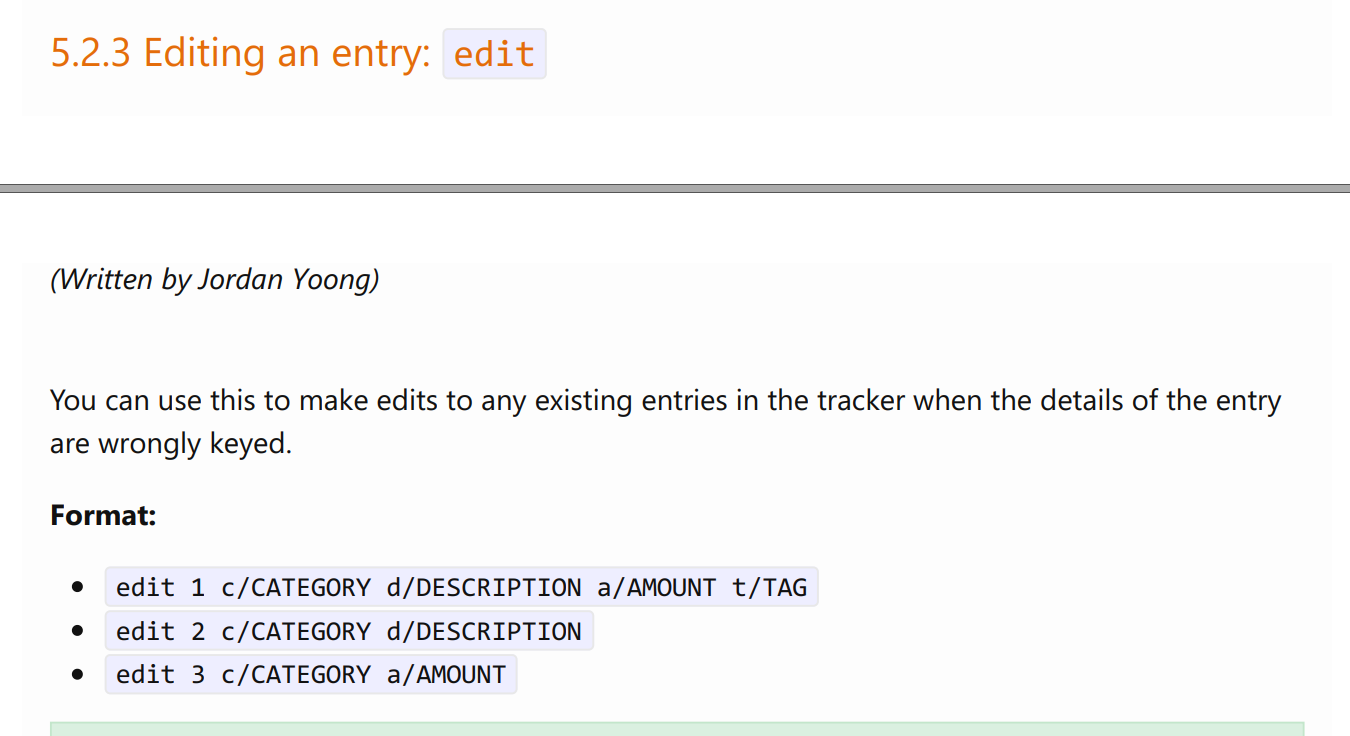 5.2.3 Editing an entry: edit
(Written by Jordan Yoong)
You can use this to make edits to any existing entries in the tracker when the details of the entry
are wrongly keyed.
Format:
edit 1 c/CATEGORY d/DESCRIPTION a/AMOUNT t/TAG
edit 2 c/CATEGORY d/DESCRIPTION
edit 3 c/CATEGORY a/AMOUNT